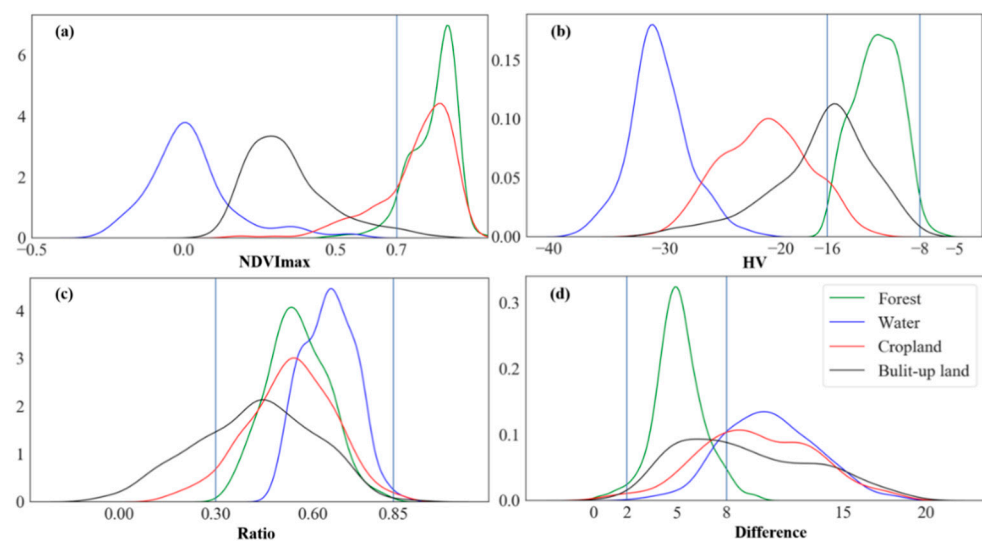 (a)
6
4
2
0
−0.5 0.0 0.5 0.7
NDVImax
(b)
0.15
0.10
0.05
0.00
−40 −30 −20 −16 −8 −5
HV
(c)
4
3
2
1
0
0.00 0.30 0.60 0.85
Ratio
(d)
0.3
0.2
0.1
0.0
0 2 5 8 15 20
Difference
Forest
Water
Cropland
Bulit-up land